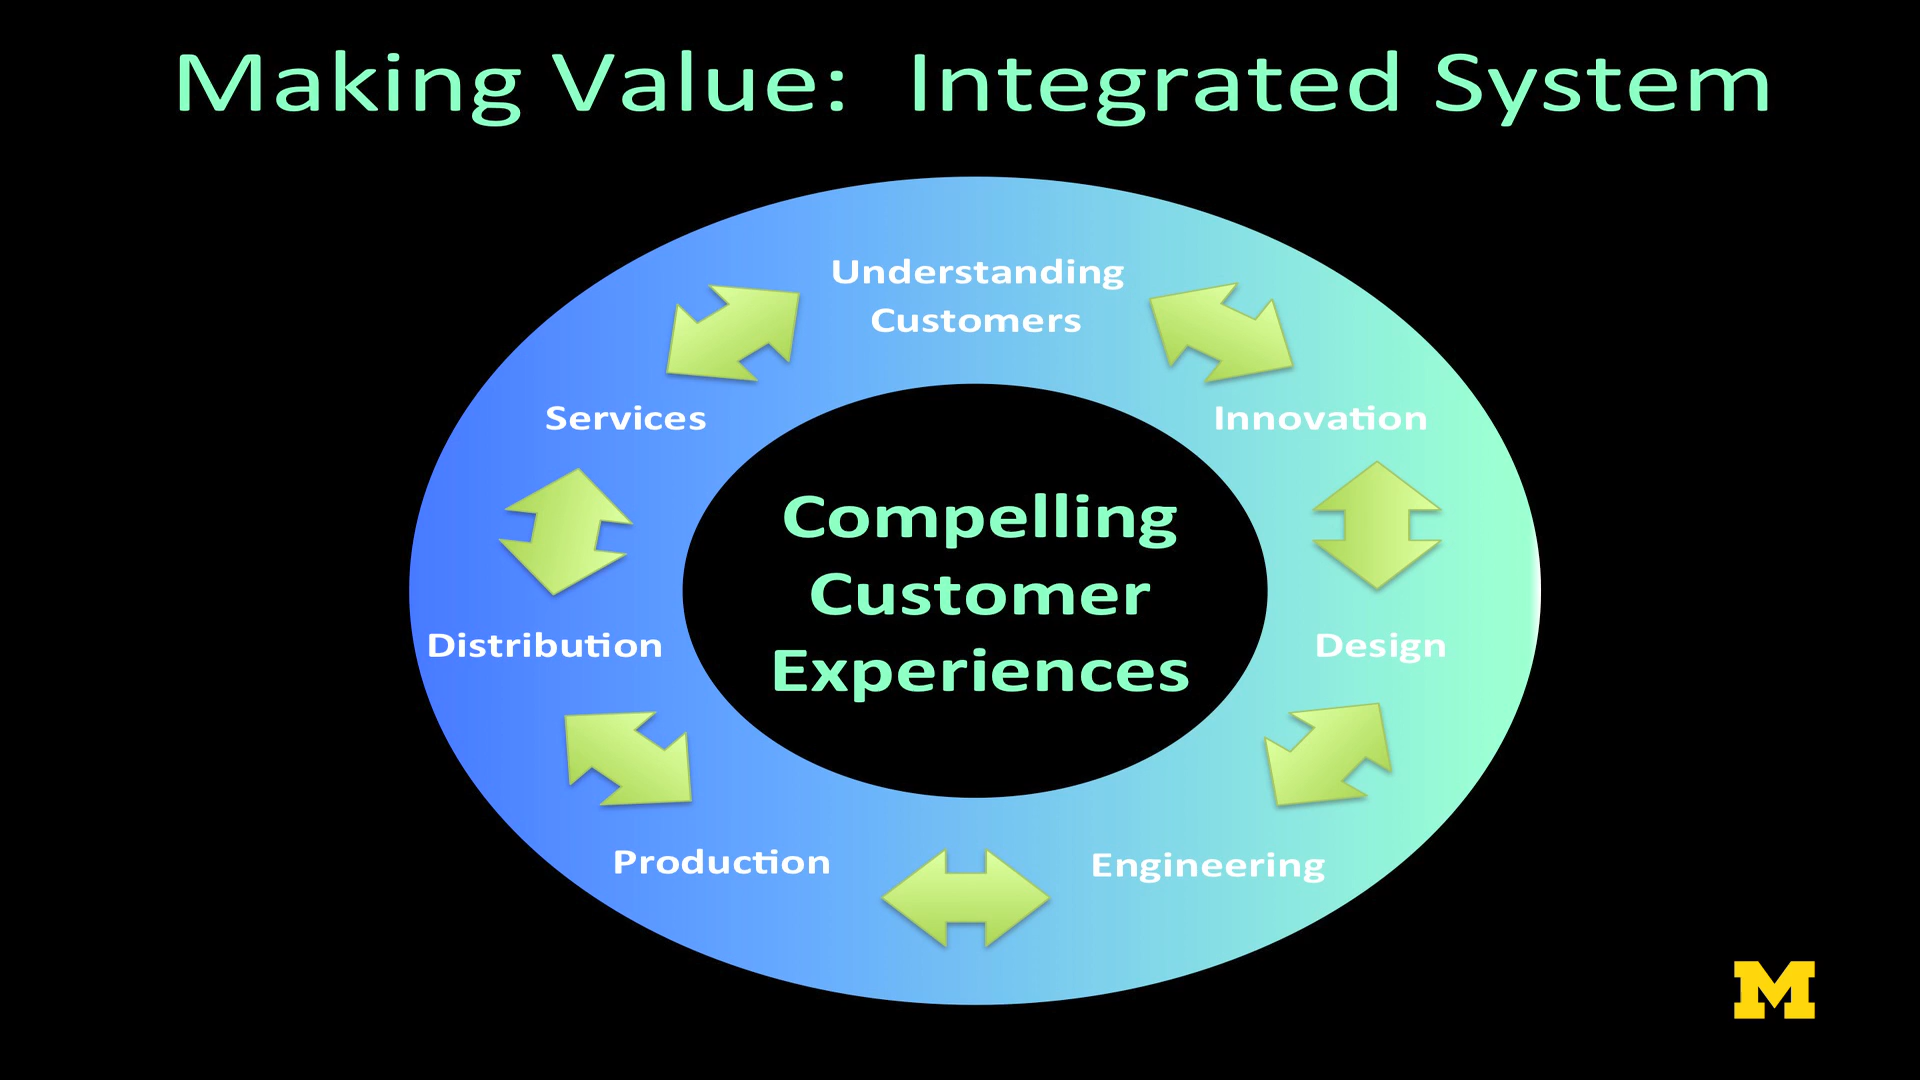 Making Value:  Integrated System
Understanding
Customers
Services
Innovation
Compelling
Customer
Experiences
Distribution
Design
Production
Engineering
M